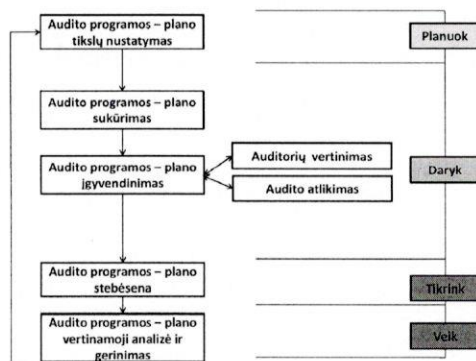 Audito programos – plano
tikslų nustatymas
Planuok
Audito programos – plano
sukūrimas
Audito programos – plano
įgyvendinimas
Auditorių vertinimas
Audito atlikimas
Daryk
Audito programos – plano
stebėsena
Tikrink
Audito programos – plano
vertinamoji analizė ir
gerinimas
Veik